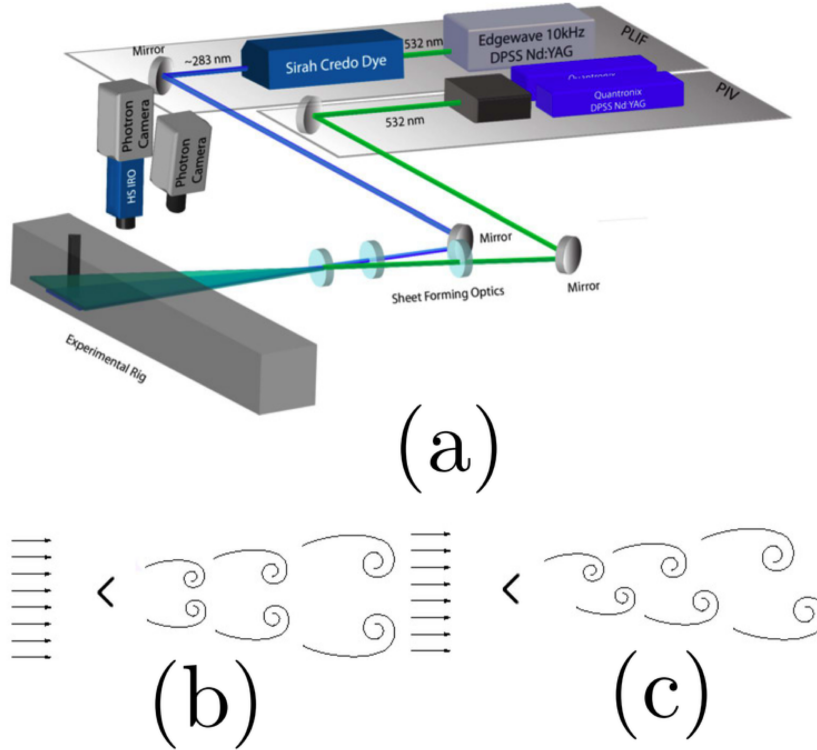 Mirror
~283 nm
Sirah Credo Dye
532 nm
Edgewave 10kHz
DPSS Nd:YAG
PLIF
Quantronix
Quantronix
DPSS Nd:YAG
PIV
532 nm
Photron
Camera
HS IRO
Photron
Camera
Mirror
Mirror
Sheet Forming Optics
Experimental Rig
(a)
(b)
(c)